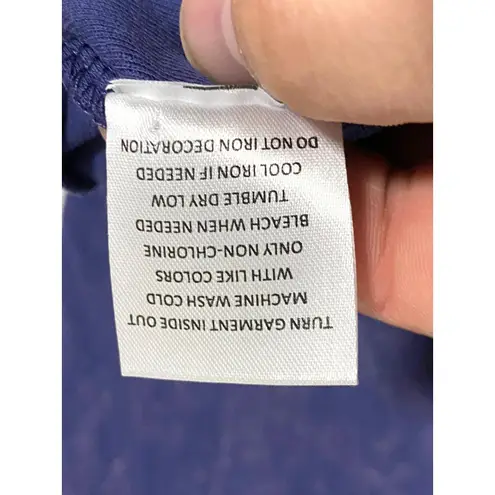 TURN GARMENT INSIDE OUT
MACHINE WASH COLD
WITH LIKE COLORS
ONLY NON-CHLORINE
BLEACH WHEN NEEDED
TUMBLE DRY LOW
COOL IRON IF NEEDED
DO NOT IRON DECORATION